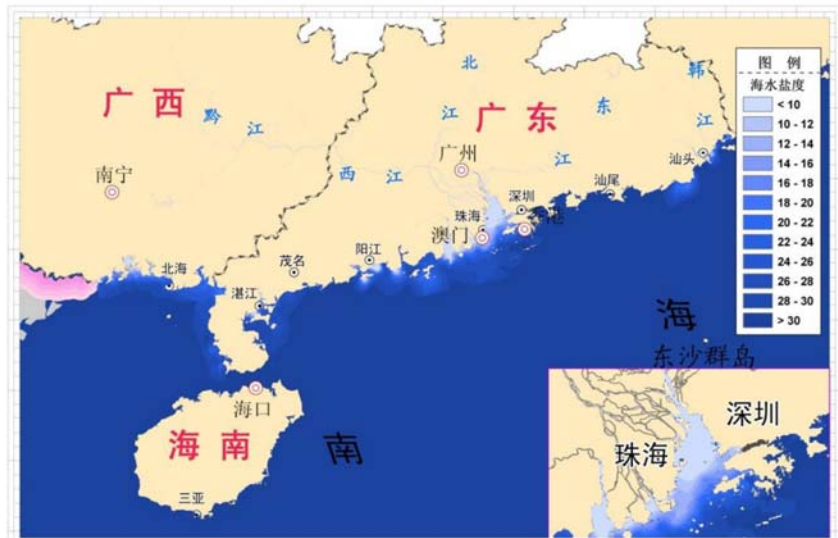 图 例
海水盐度
< 10
10 - 12
12 - 14
14 - 16
16 - 18
18 - 20
20 - 22
22 - 24
24 - 26
26 - 28
28 - 30
> 30
广 西
黔 江
南宁
北海
广 东
北 江
东 江
韩 江
西 江
广州
汕头
汕尾
深圳
香港
珠海
澳门
阳江
茂名
湛江
海口
海 南
三亚
南 海
东沙群岛
深圳
珠海